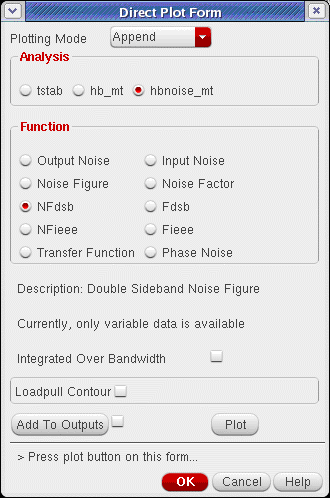 Direct Plot Form
Plotting Mode Append
Analysis
tstab hb_mt hbnoise_mt
Function
Output Noise Input Noise
Noise Figure Noise Factor
NFdsb Fdsb
NFieee Fieee
Transfer Function Phase Noise
Description: Double Sideband Noise Figure
Currently, only variable data is available
Integrated Over Bandwidth
Loadpull Contour
Add To Outputs Plot
> Press plot button on this form...
OK Cancel Help